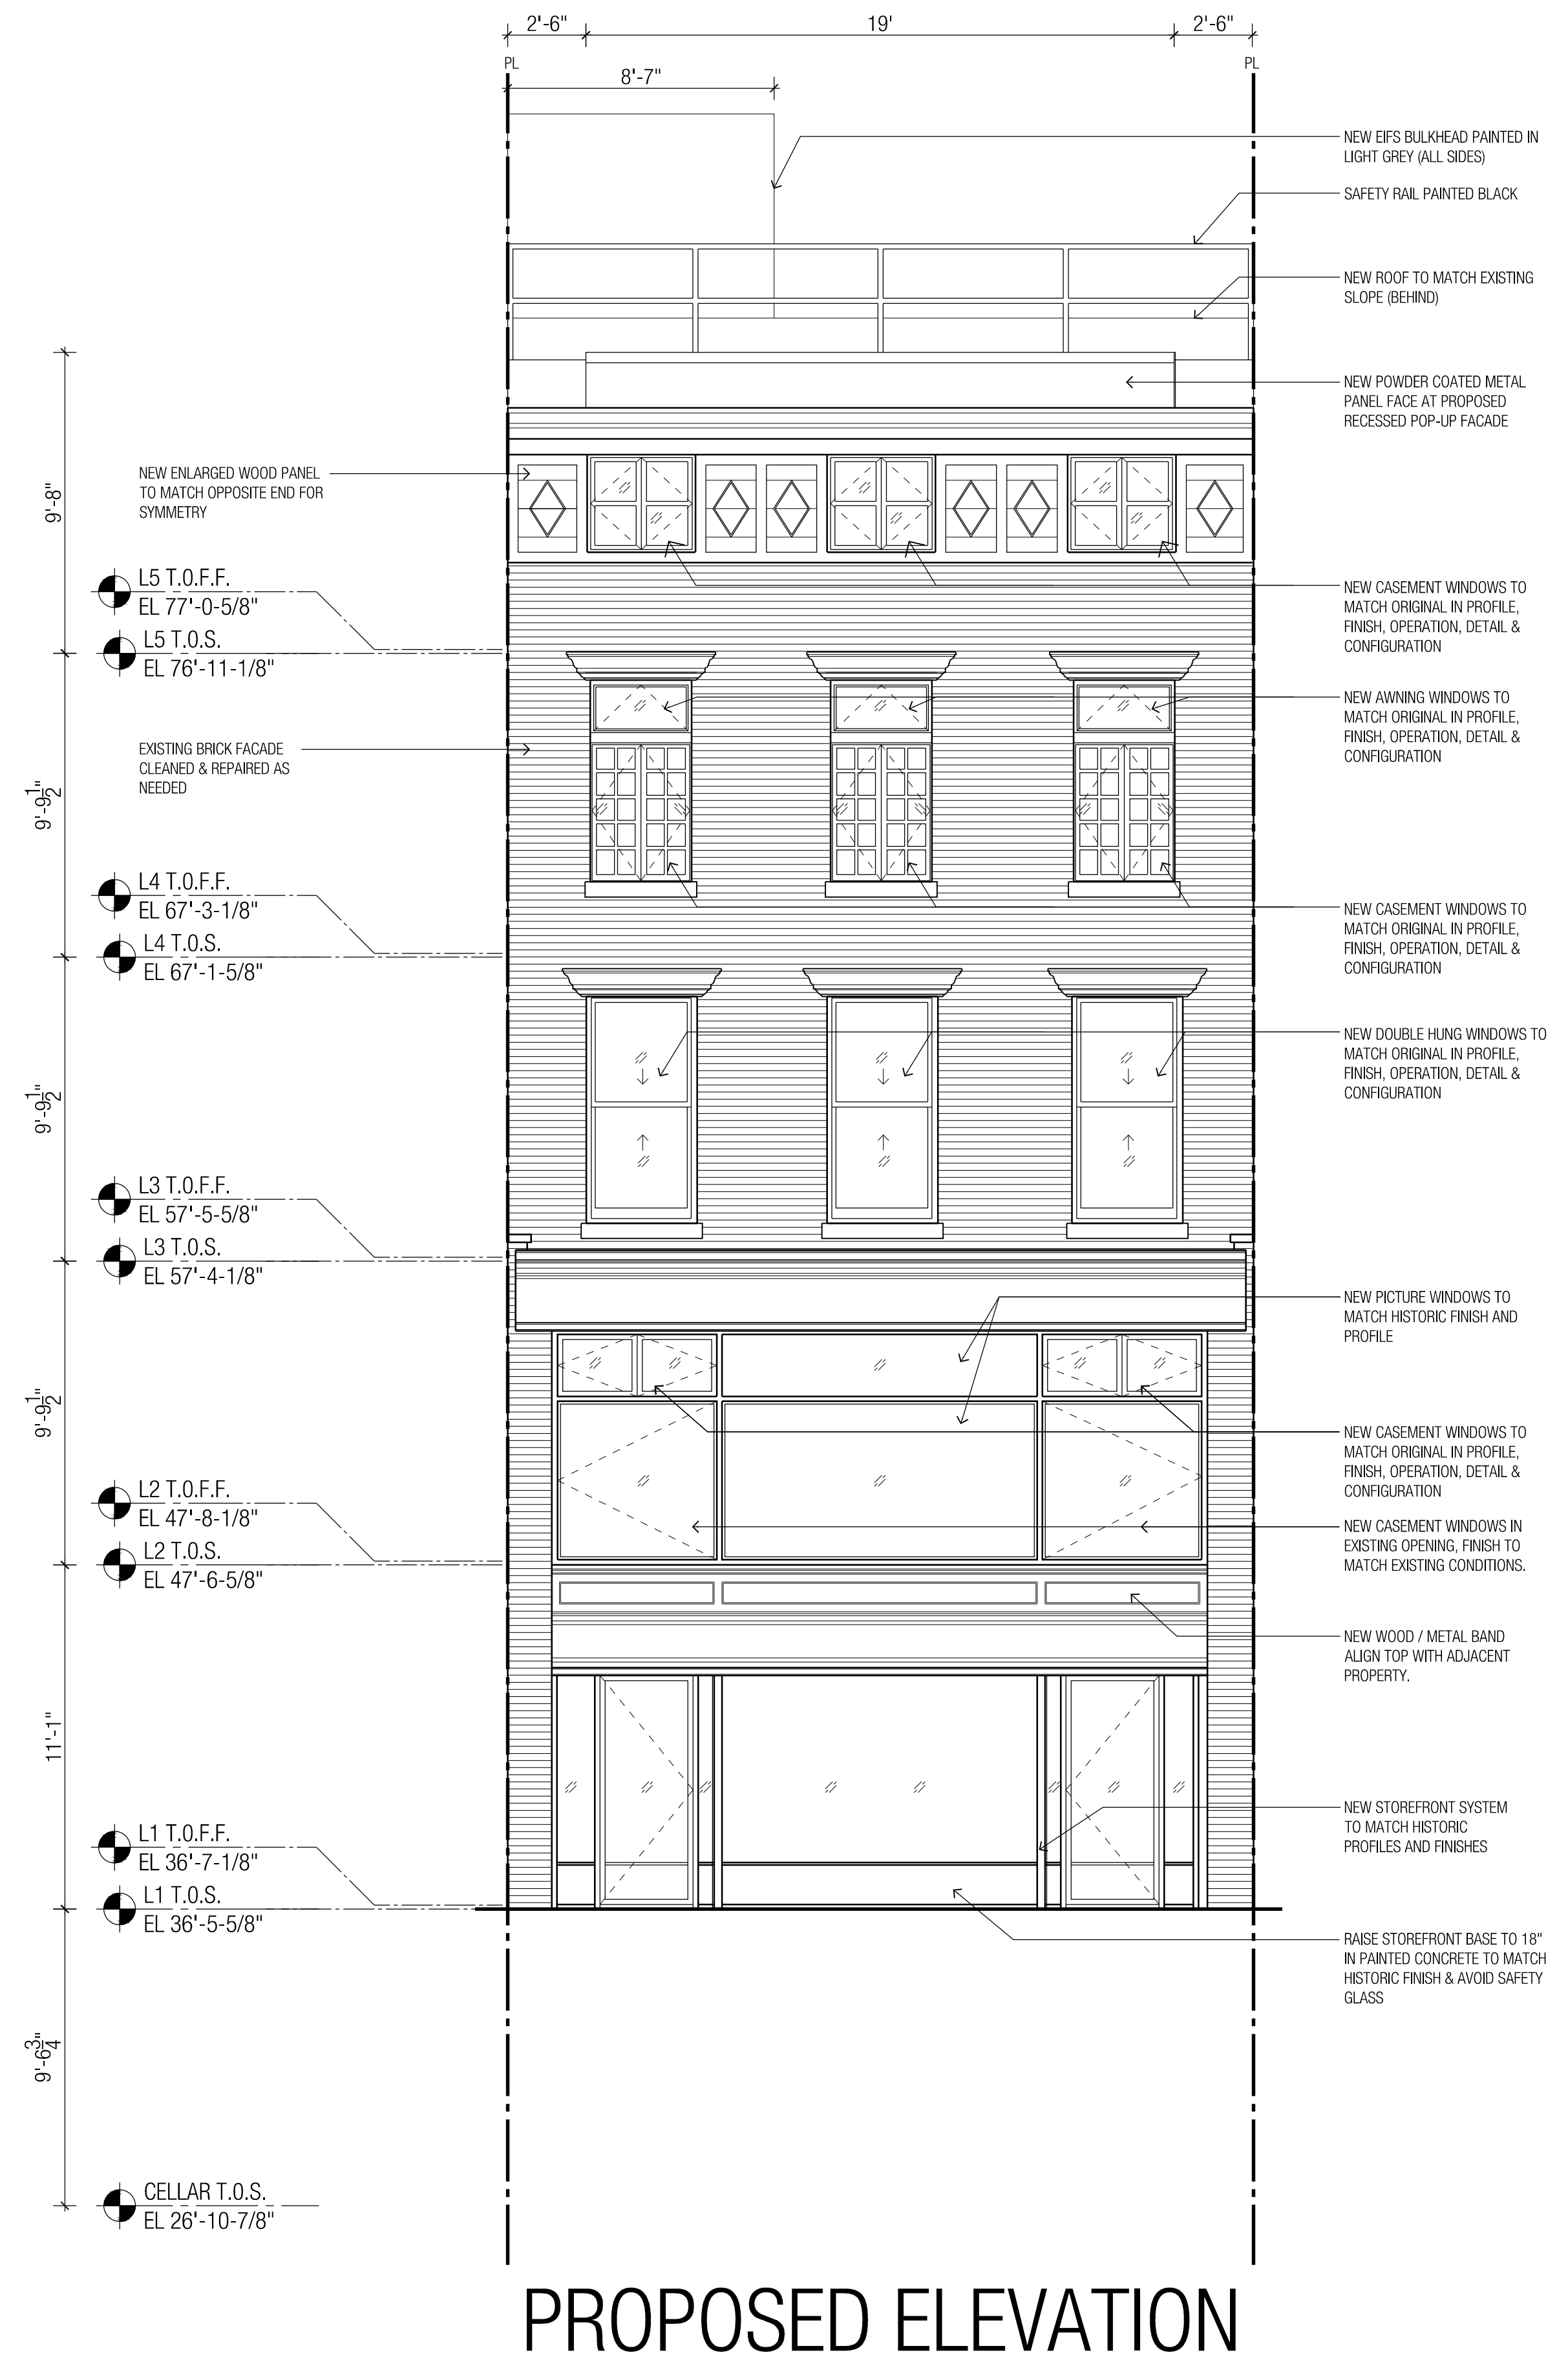 2'-6"
19'
2'-6"
PL
PL
8'-7"
NEW EIFS BULKHEAD PAINTED IN
LIGHT GREY (ALL SIDES)
SAFETY RAIL PAINTED BLACK
NEW ROOF TO MATCH EXISTING
SLOPE (BEHIND)
NEW POWDER COATED METAL
PANEL FACE AT PROPOSED
RECESSED POP-UP FACADE
NEW ENLARGED WOOD PANEL
TO MATCH OPPOSITE END FOR
SYMMETRY
9'-8"
L5 T.O.F.F.
EL 77'-0-5/8"
L5 T.O.S.
EL 76'-11-1/8"
NEW CASEMENT WINDOWS TO
MATCH ORIGINAL IN PROFILE,
FINISH, OPERATION, DETAIL &
CONFIGURATION
NEW AWNING WINDOWS TO
MATCH ORIGINAL IN PROFILE,
FINISH, OPERATION, DETAIL &
CONFIGURATION
EXISTING BRICK FACADE
CLEANED & REPAIRED AS
NEEDED
9'-9 1/2"
L4 T.O.F.F.
EL 67'-3-1/8"
L4 T.O.S.
EL 67'-1-5/8"
NEW CASEMENT WINDOWS TO
MATCH ORIGINAL IN PROFILE,
FINISH, OPERATION, DETAIL &
CONFIGURATION
NEW DOUBLE HUNG WINDOWS TO
MATCH ORIGINAL IN PROFILE,
FINISH, OPERATION, DETAIL &
CONFIGURATION
9'-9 1/2"
L3 T.O.F.F.
EL 57'-5-5/8"
L3 T.O.S.
EL 57'-4-1/8"
NEW PICTURE WINDOWS TO
MATCH HISTORIC FINISH AND
PROFILE
9'-9 1/2"
NEW CASEMENT WINDOWS TO
MATCH ORIGINAL IN PROFILE,
FINISH, OPERATION, DETAIL &
CONFIGURATION
L2 T.O.F.F.
EL 47'-8-1/8"
L2 T.O.S.
EL 47'-6-5/8"
NEW CASEMENT WINDOWS IN
EXISTING OPENING, FINISH TO
MATCH EXISTING CONDITIONS.
NEW WOOD / METAL BAND
ALIGN TOP WITH ADJACENT
PROPERTY.
11'-1"
L1 T.O.F.F.
EL 36'-7-1/8"
L1 T.O.S.
EL 36'-5-5/8"
NEW STOREFRONT SYSTEM
TO MATCH HISTORIC
PROFILES AND FINISHES
RAISE STOREFRONT BASE TO 18"
IN PAINTED CONCRETE TO MATCH
HISTORIC FINISH & AVOID SAFETY
GLASS
9'-6 3/4"
CELLAR T.O.S.
EL 26'-10-7/8"
PROPOSED ELEVATION